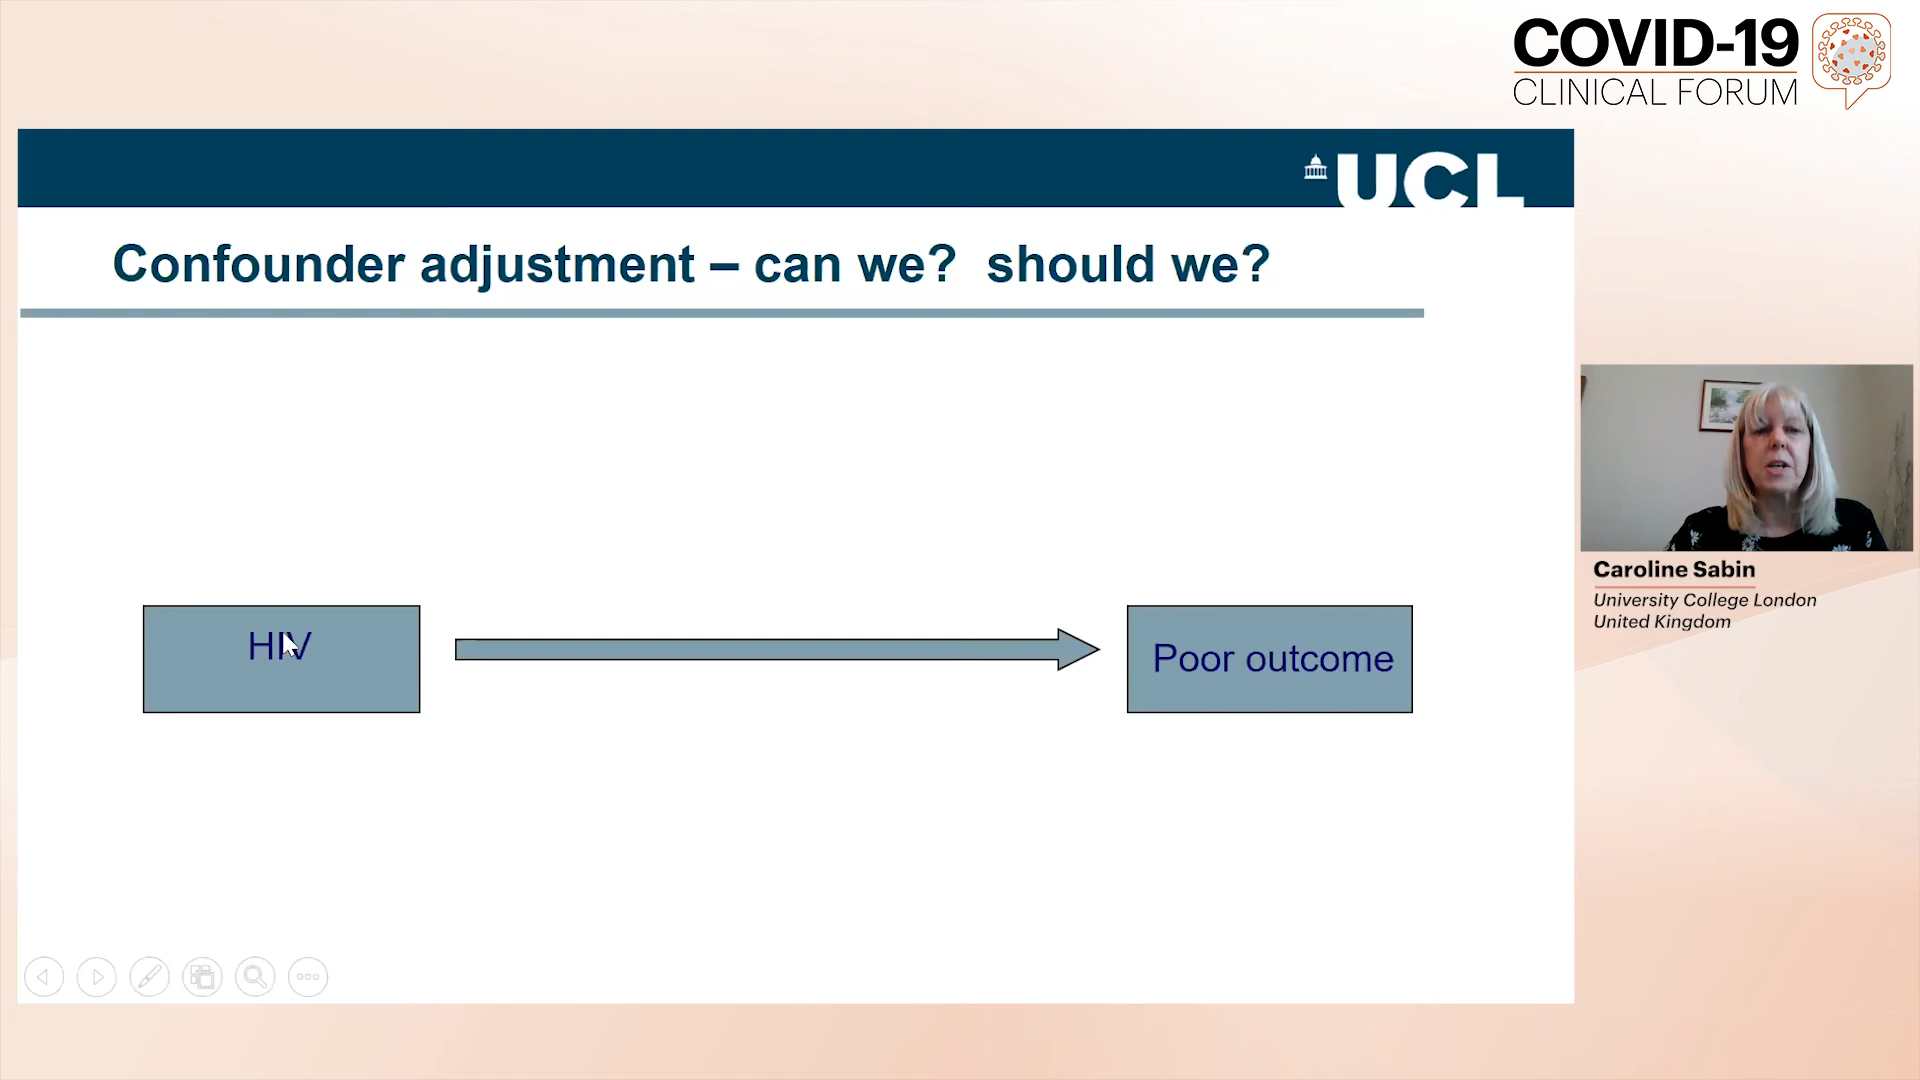 COVID-19
CLINICAL FORUM
UCL
Confounder adjustment – can we? should we?
HIV
Poor outcome
Caroline Sabin
University College London
United Kingdom